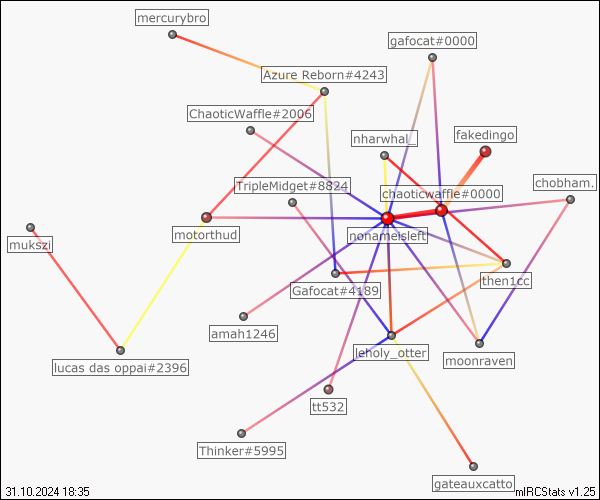 mercurybro
gafocat#0000
Azure Reborn#4243
ChaoticWaffle#2006
nharwhal_
fakedingo
TripleMidget#8824
chaoticwaffle#0000
chobham.
motorthud
nonameisleft
mukszi
then1cc
Gafocat#4189
amah1246
leholy_otter
moonraven
lucas das oppai#2396
tt532
Thinker#5995
gateauxcatto
31.10.2024 18:35
mIRCStats v1.25